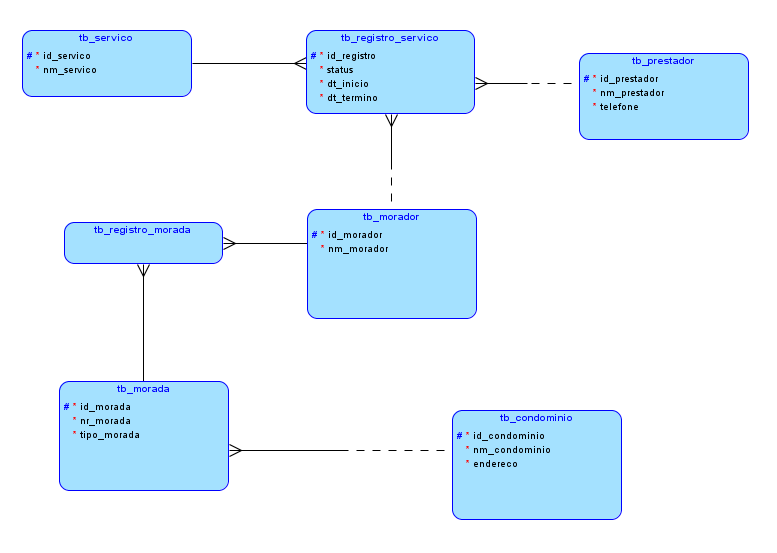 tb_servico
# * id_servico
* nm_servico
tb_registro_servico
# * id_registro
* status
* dt_inicio
* dt_termino
tb_prestador
# * id_prestador
* nm_prestador
* telefone
tb_registro_morada
tb_morador
# * id_morador
* nm_morador
tb_morada
# * id_morada
* nr_morada
* tipo_morada
tb_condominio
# * id_condominio
* nm_condominio
* endereco